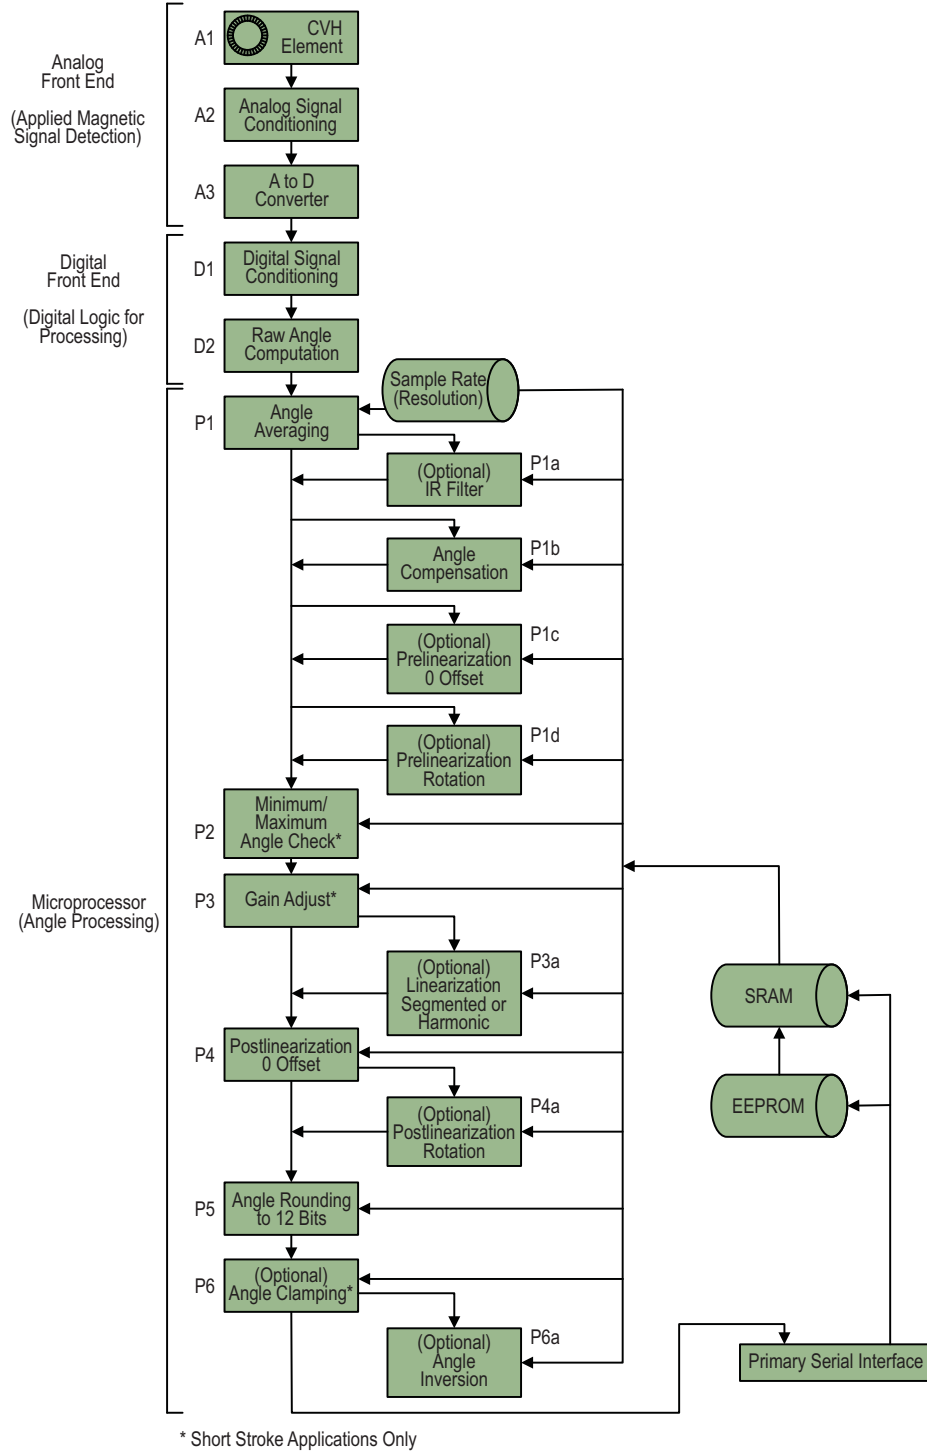 Analog
Front End
(Applied Magnetic
Signal Detection)
A1
CVH
Element
A2
Analog Signal
Conditioning
A3
A to D
Converter
Digital
Front End
(Digital Logic for
Processing)
D1
Digital Signal
Conditioning
D2
Raw Angle
Computation
Sample Rate
(Resolution)
P1
Angle
Averaging
(Optional)
IR Filter
P1a
Angle
Compensation
P1b
(Optional)
Prelinearization
0 Offset
P1c
(Optional)
Prelinearization
Rotation
P1d
P2
Minimum/
Maximum
Angle Check*
Microprocessor
(Angle Processing)
P3
Gain Adjust*
(Optional)
Linearization
Segmented or
Harmonic
P3a
SRAM
P4
Postlinearization
0 Offset
(Optional)
Postlinearization
Rotation
P4a
EEPROM
P5
Angle Rounding
to 12 Bits
P6
(Optional)
Angle Clamping*
(Optional)
Angle
Inversion
P6a
Primary Serial Interface
* Short Stroke Applications Only